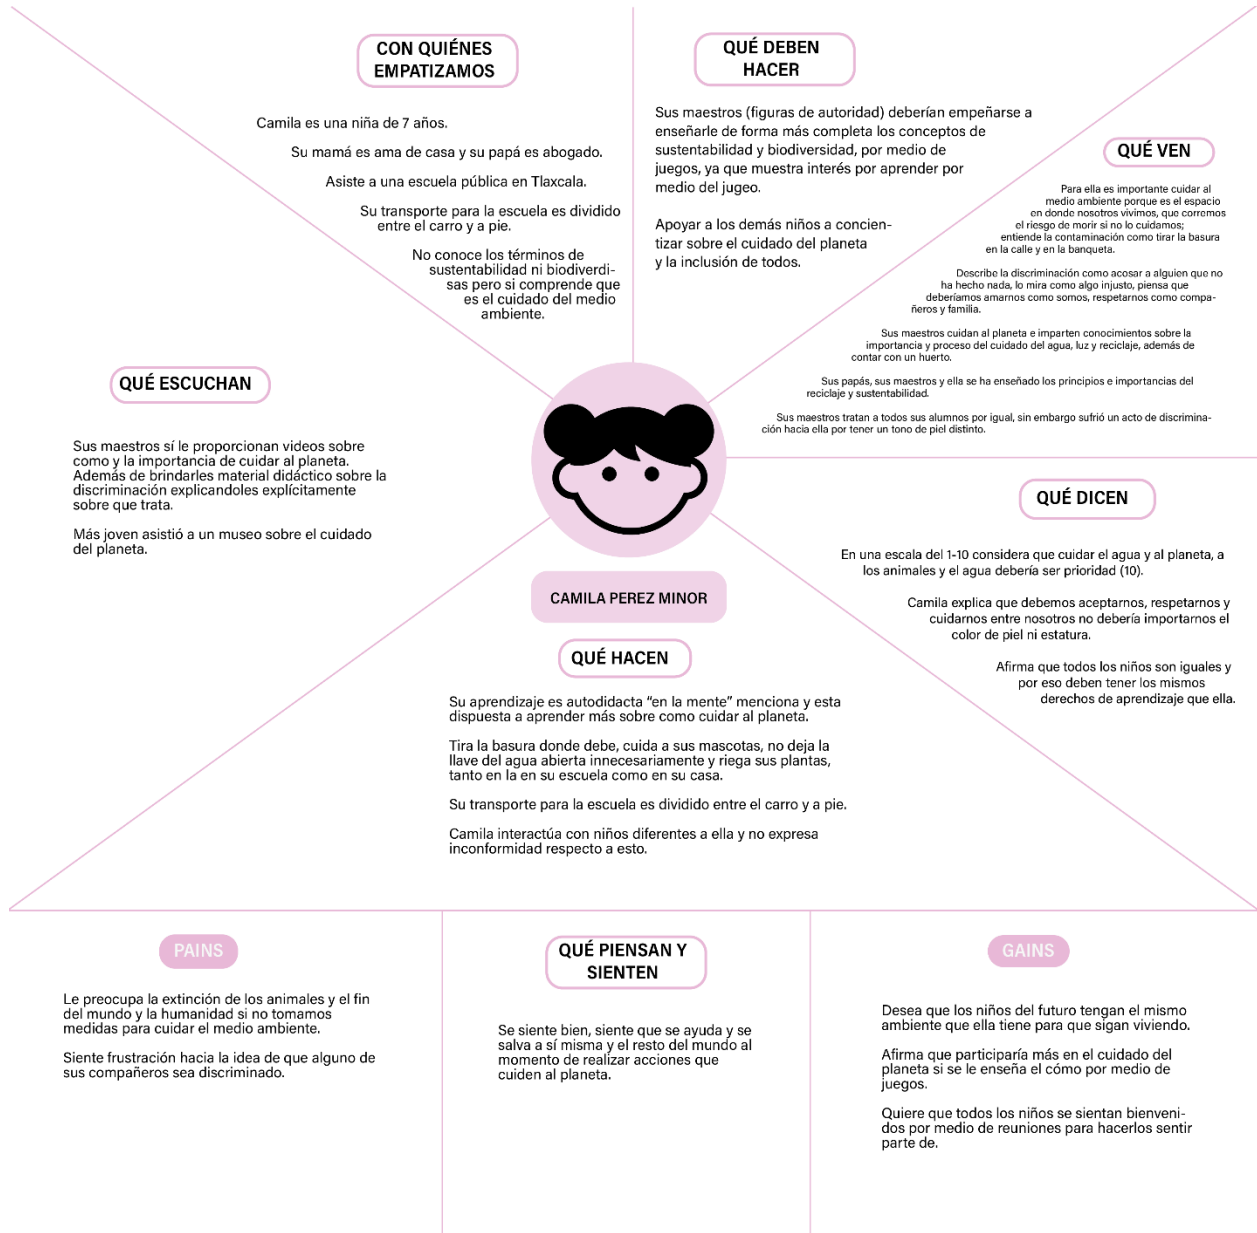 CON QUIÉNES
EMPATIZAMOS
Camila es una niña de 7 años.
Su mamá es ama de casa y su papá es abogado.
Asiste a una escuela pública en Tlaxcala.
Su transporte para la escuela es dividido
entre el carro y a pie.
No conoce los términos de
sustentabilidad ni biodiverdi-
sas pero si comprende que
es el cuidado del medio
ambiente.
QUÉ DEBEN
HACER
Sus maestros (figuras de autoridad) deberían empeñarse a
enseñarle de forma más completa los conceptos de
sustentabilidad y biodiversidad, por medio de
juegos, ya que muestra interés por aprender por
medio del jugeo.
Apoyar a los demás niños a concien-
tizar sobre el cuidado del planeta
y la inclusión de todos.
QUÉ VEN
Para ella es importante cuidar al
medio ambiente porque es el espacio
en donde nosotros vivimos, que corremos
el riesgo de morir si no lo cuidamos;
entiende la contaminación como tirar la basura
en la calle y en la banqueta.
Describe la discriminación como acosar a alguien que no
ha hecho nada, lo mira como algo injusto, piensa que
deberíamos amarnos como somos, respetarnos como compa-
ñeros y familia.
Sus maestros cuidan al planeta e imparten conocimientos sobre la
importancia y proceso del cuidado del agua, luz y reciclaje, además de
contar con un huerto.
Sus papás, sus maestros y ella se ha enseñado los principios e importancias del
reciclaje y sustentabilidad.
Sus maestros tratan a todos sus alumnos por igual, sin embargo sufrió un acto de discrimina-
ción hacia ella por tener un tono de piel distinto.
QUÉ ESCUCHAN
Sus maestros sí le proporcionan videos sobre
como y la importancia de cuidar al planeta.
Además de brindarles material didáctico sobre la
discriminación explicandoles explícitamente
sobre que trata.
Más joven asistió a un museo sobre el cuidado
del planeta.
QUÉ DICEN
En una escala del 1-10 considera que cuidar el agua y al planeta, a
los animales y el agua debería ser prioridad (10).
Camila explica que debemos aceptarnos, respetarnos y
cuidarnos entre nosotros no debería importarnos el
color de piel ni estatura.
Afirma que todos los niños son iguales y
por eso deben tener los mismos
derechos de aprendizaje que ella.
CAMILA PEREZ MINOR
QUÉ HACEN
Su aprendizaje es autodidacta “en la mente” menciona y esta
dispuesta a aprender más sobre como cuidar al planeta.
Tira la basura donde debe, cuida a sus mascotas, no deja la
llave del agua abierta innecesariamente y riega sus plantas,
tanto en la en su escuela como en su casa.
Su transporte para la escuela es dividido entre el carro y a pie.
Camila interactúa con niños diferentes a ella y no expresa
inconformidad respecto a esto.
PAINS
Le preocupa la extinción de los animales y el fin
del mundo y la humanidad si no tomamos
medidas para cuidar el medio ambiente.
Siente frustración hacia la idea de que alguno de
sus compañeros sea discriminado.
QUÉ PIENSAN Y
SIENTEN
Se siente bien, siente que se ayuda y se
salva a sí misma y el resto del mundo al
momento de realizar acciones que
cuiden al planeta.
GAINS
Desea que los niños del futuro tengan el mismo
ambiente que ella tiene para que sigan viviendo.
Afirma que participaría más en el cuidado del
planeta si se le enseña el cómo por medio de
juegos.
Quiere que todos los niños se sientan bienveni-
dos por medio de reuniones para hacerlos sentir
parte de.